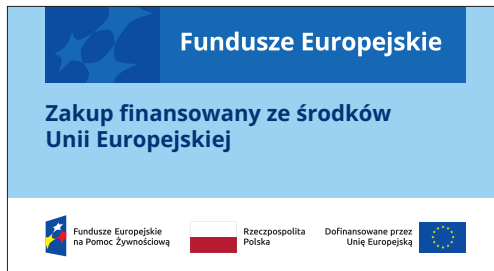 Fundusze Europejskie
Zakup finansowany ze środków
Unii Europejskiej
Fundusze Europejskie
na Pomoc Żywnościową
Rzeczpospolita
Polska
Dofinansowane przez
Unię Europejską